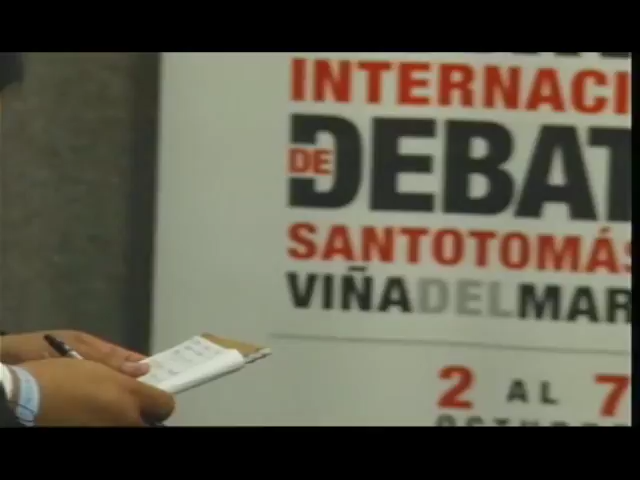 INTERNACI
DE DEBAT
SANTOTOMÁS
VIÑADELMAR
2 AL 7